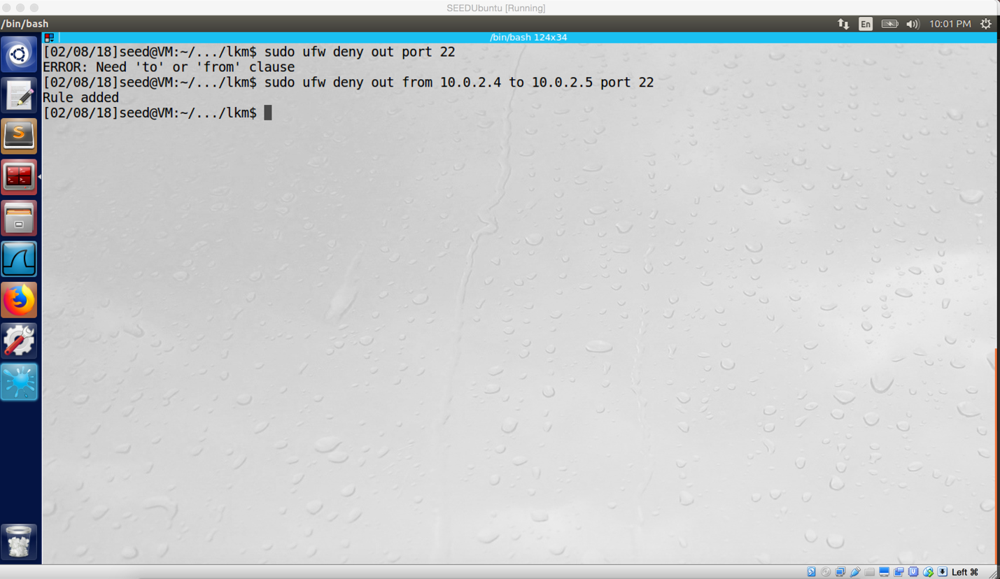 SEEDUbuntu [Running]
/bin/bash
En
10:01 PM
/bin/bash 124x34
[02/08/18]seed@VM:~/.../lkm$ sudo ufw deny out port 22
ERROR: Need 'to' or 'from' clause
[02/08/18]seed@VM:~/.../lkm$ sudo ufw deny out from 10.0.2.4 to 10.0.2.5 port 22
Rule added
[02/08/18]seed@VM:~/.../lkm$
Left ⌘